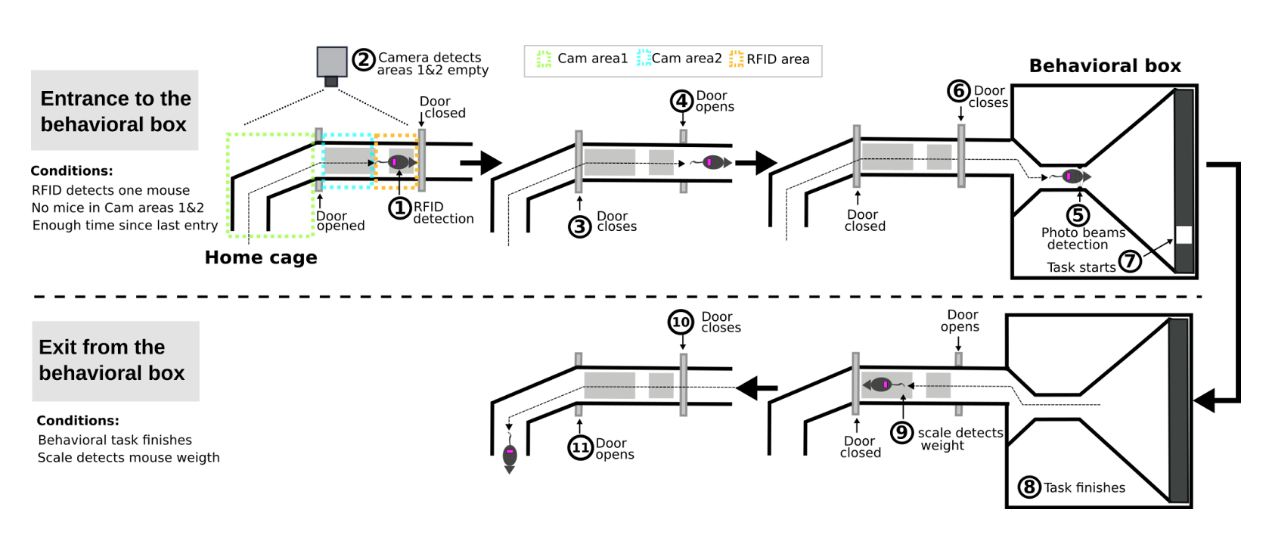 Cam area1
Cam area2
RFID area
Entrance to the
behavioral box
Conditions:
RFID detects one mouse
No mice in Cam areas 1&2
Enough time since last entry
2 Camera detects
areas 1&2 empty
Door
closed
1 RFID
detection
Door
opened
Home cage
4 Door
opens
3 Door
closes
6 Door
closes
Door
closed
Behavioral box
5
Photo beams
detection
7
Task starts
Exit from the
behavioral box
Conditions:
Behavioral task finishes
Scale detects mouse weigth
10 Door
closes
11 Door
opens
Door
opens
Door
closed
9 scale detects
weight
8 Task finishes